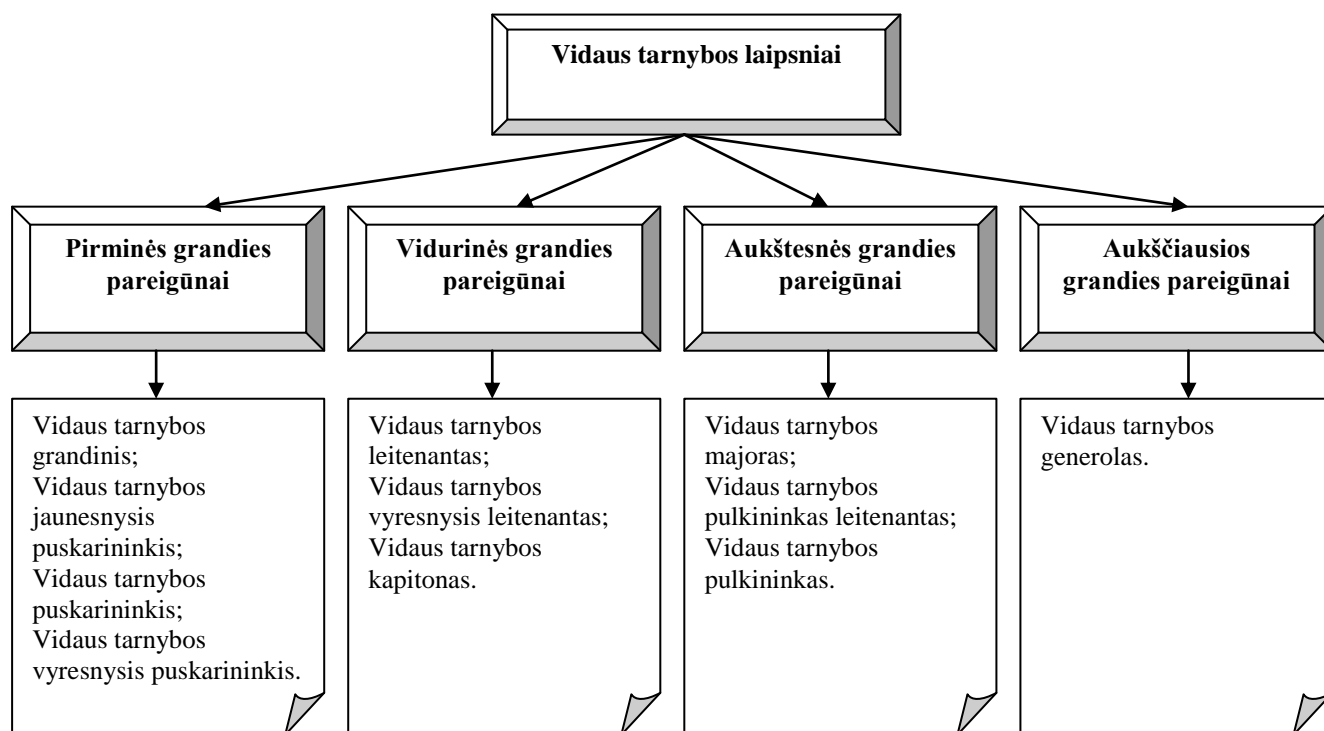 Vidaus tarnybos laipsniai
Pirminės grandies
pareigūnai
Vidurinės grandies
pareigūnai
Aukštesnės grandies
pareigūnai
Aukščiausios
grandies pareigūnai
Vidaus tarnybos
grandinis;
Vidaus tarnybos
jaunesnysis
puskarininkis;
Vidaus tarnybos
puskarininkis;
Vidaus tarnybos
vyresnysis puskarininkis.
Vidaus tarnybos
leitenantas;
Vidaus tarnybos
vyresnysis leitenantas;
Vidaus tarnybos
kapitonas.
Vidaus tarnybos
majoras;
Vidaus tarnybos
pulkininkas leitenantas;
Vidaus tarnybos
pulkininkas.
Vidaus tarnybos
generolas.